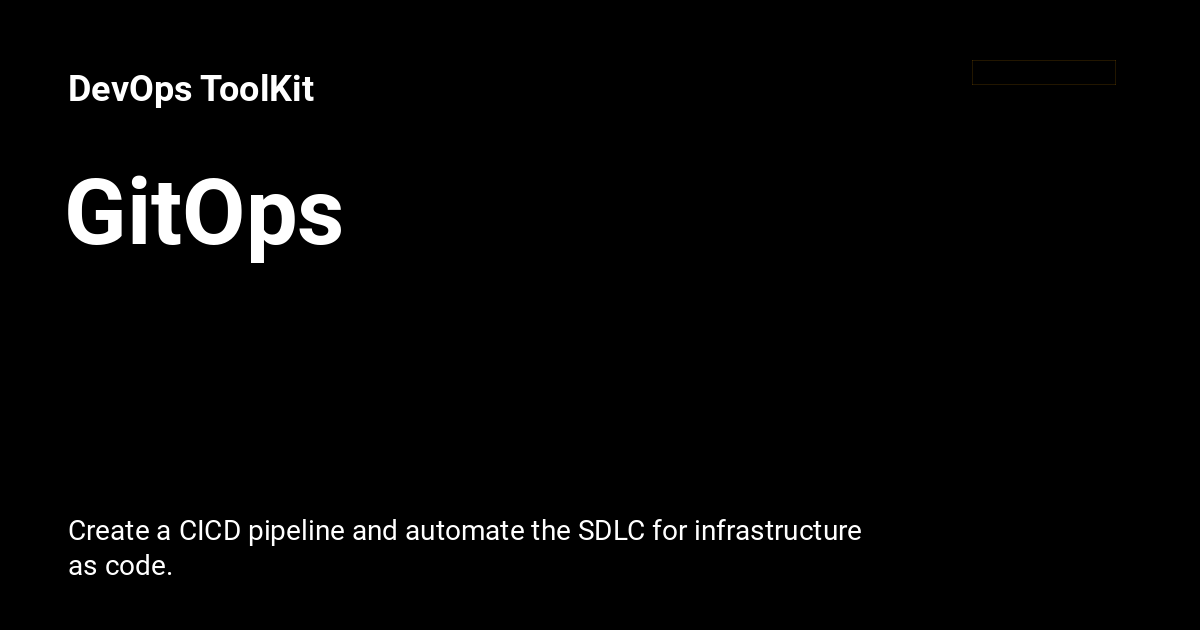 DevOps ToolKit
GitOps
Create a CICD pipeline and automate the SDLC for infrastructure
as code.